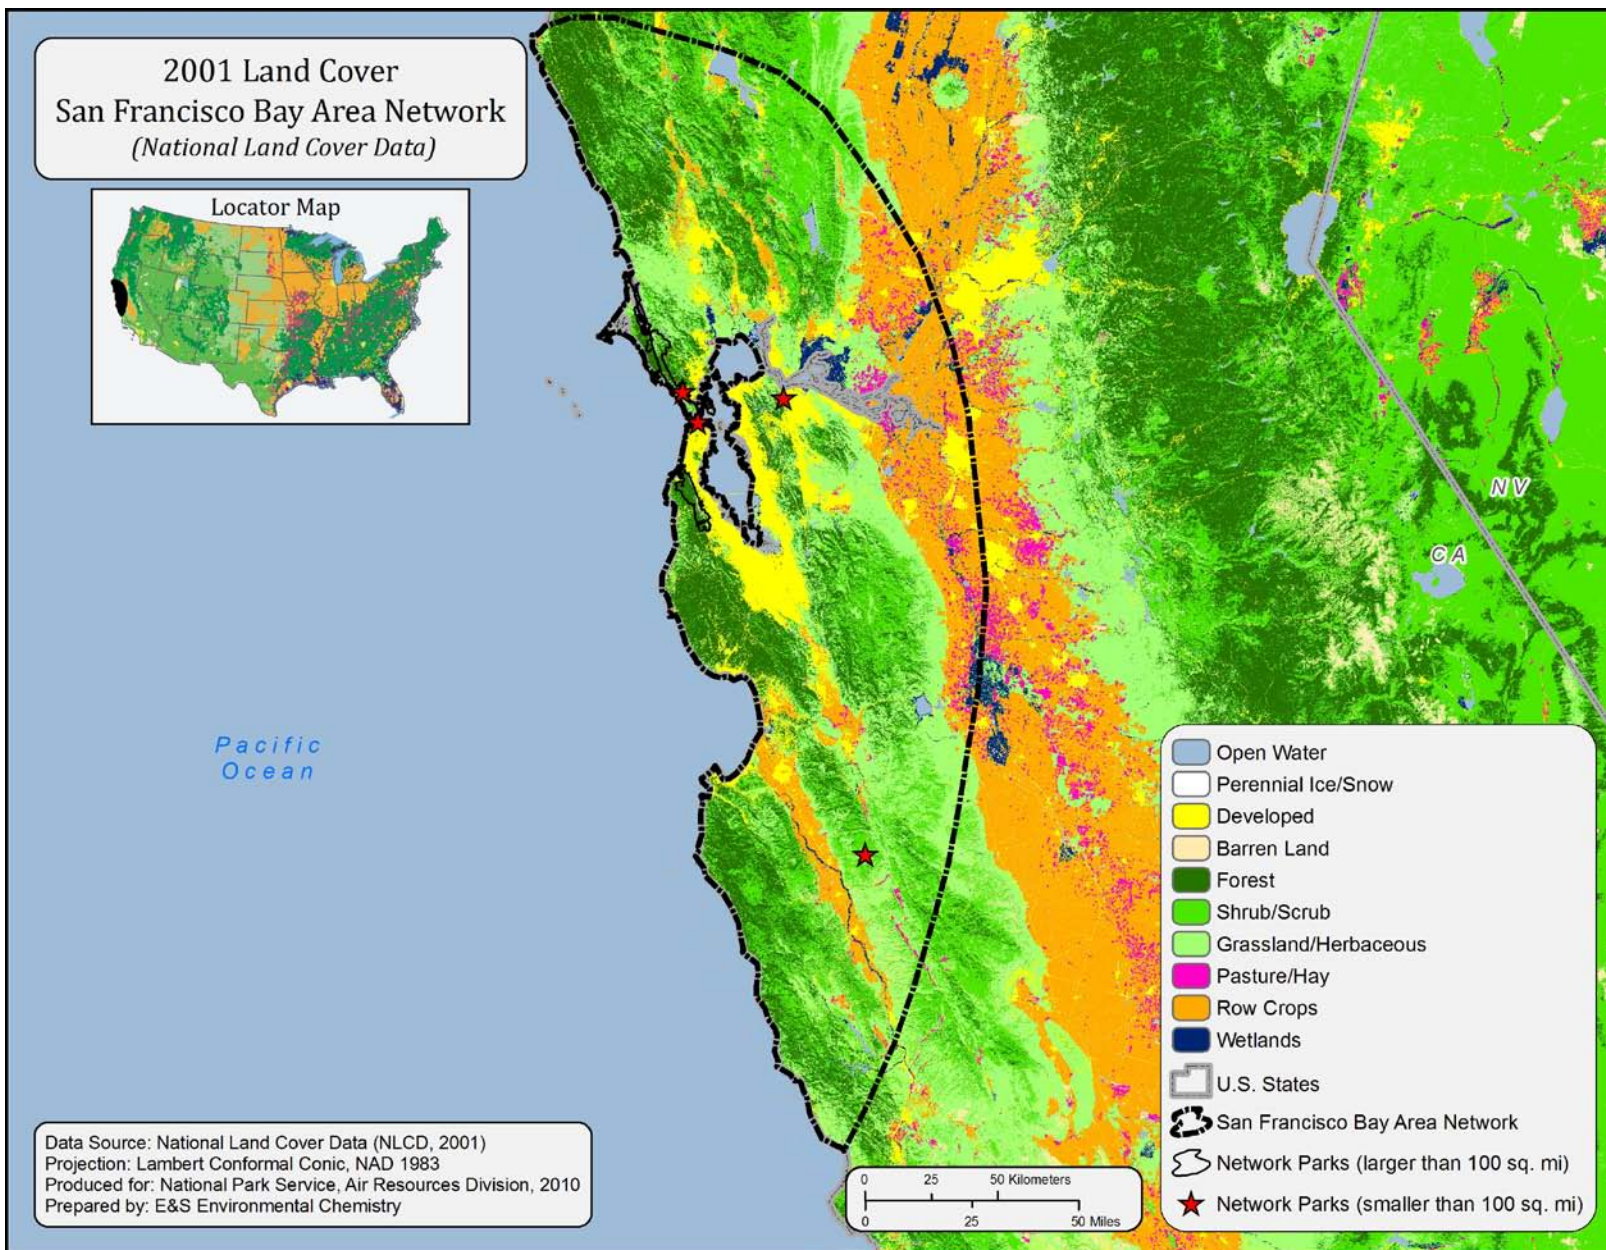 2001 Land Cover
San Francisco Bay Area Network
(National Land Cover Data)
Locator Map
NV
CA
Pacific
Ocean
Open Water
Perennial Ice/Snow
Developed
Barren Land
Forest
Shrub/Scrub
Grassland/Herbaceous
Pasture/Hay
Row Crops
Wetlands
U.S. States
San Francisco Bay Area Network
Network Parks (larger than 100 sq. mi)
Network Parks (smaller than 100 sq. mi)
Data Source: National Land Cover Data (NLCD, 2001)
Projection: Lambert Conformal Conic, NAD 1983
Produced for: National Park Service, Air Resources Division, 2010
Prepared by: E&S Environmental Chemistry
0 25 50 Kilometers
0 25 50 Miles